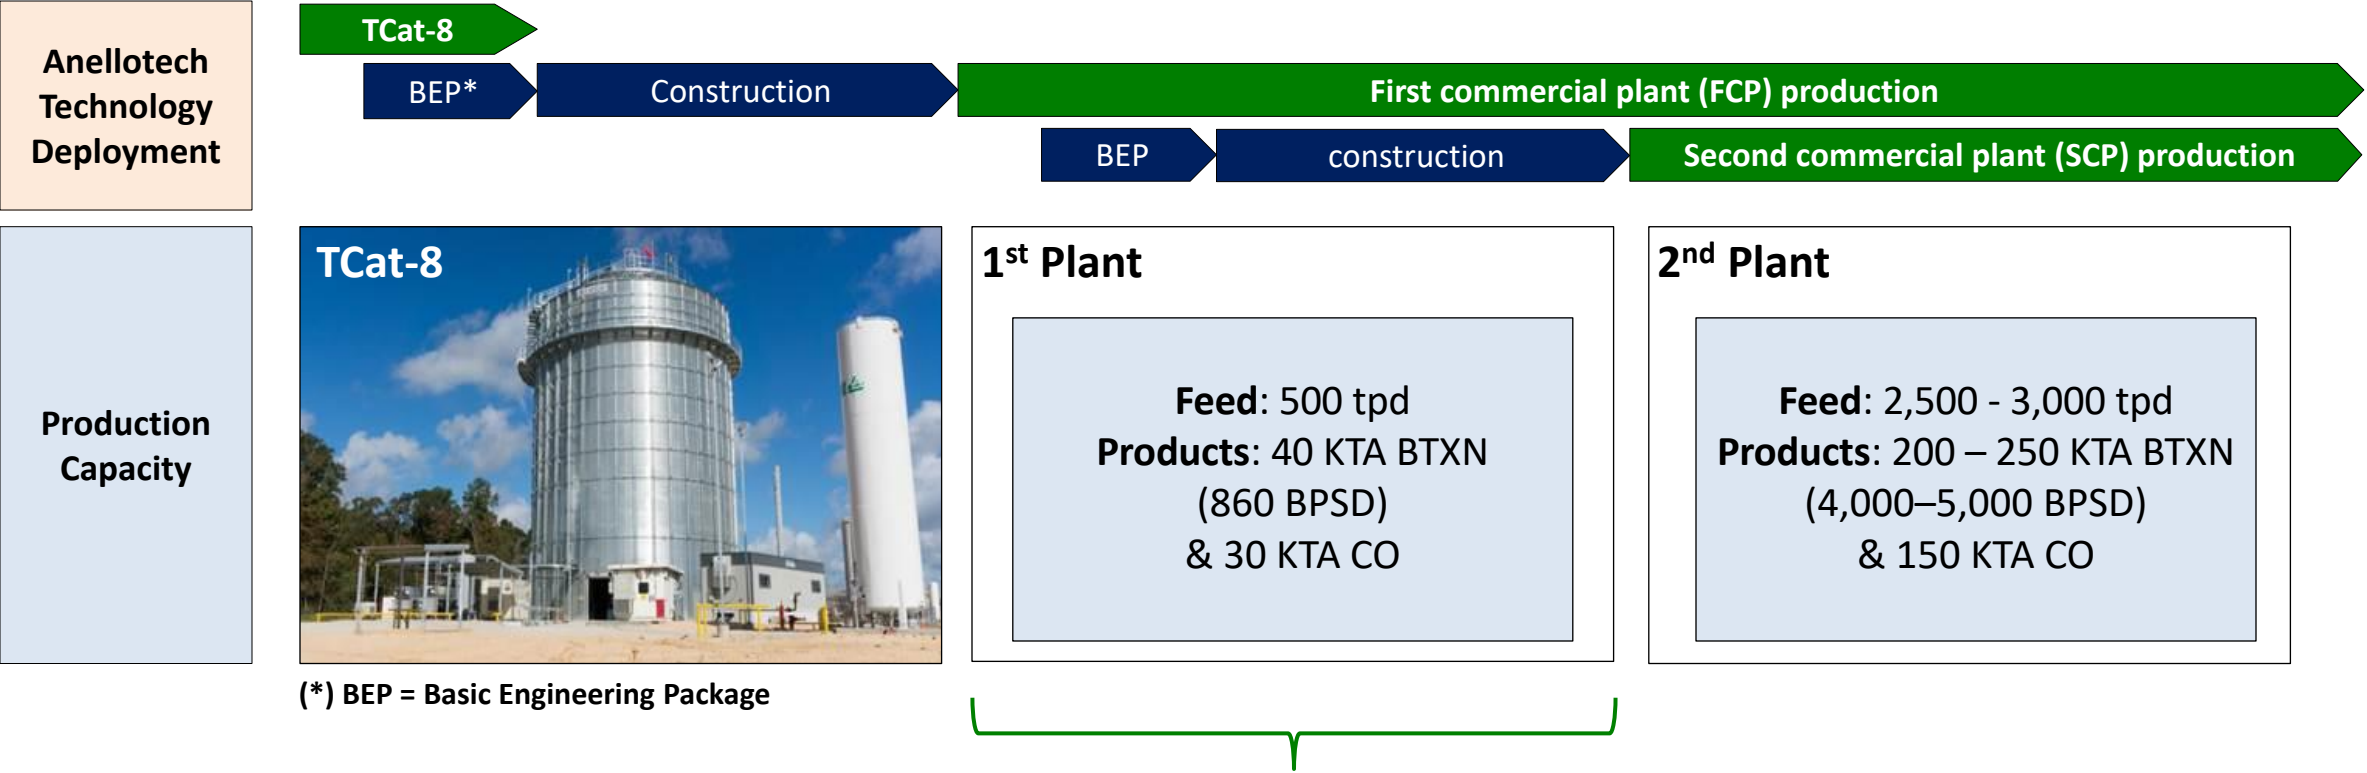 Anellotech
Technology
Deployment
TCat-8
BEP*
Construction
First commercial plant (FCP) production
BEP
construction
Second commercial plant (SCP) production
Production
Capacity
TCat-8
1st Plant
Feed: 500 tpd
Products: 40 KTA BTXN
(860 BPSD)
& 30 KTA CO
2nd Plant
Feed: 2,500 - 3,000 tpd
Products: 200 – 250 KTA BTXN
(4,000–5,000 BPSD)
& 150 KTA CO
(*) BEP = Basic Engineering Package